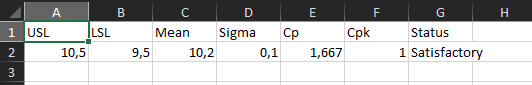 A B C D E F G H
1 USL LSL Mean Sigma Cp Cpk Status
2 10,5 9,5 10,2 0,1 1,667 1 Satisfactory
3